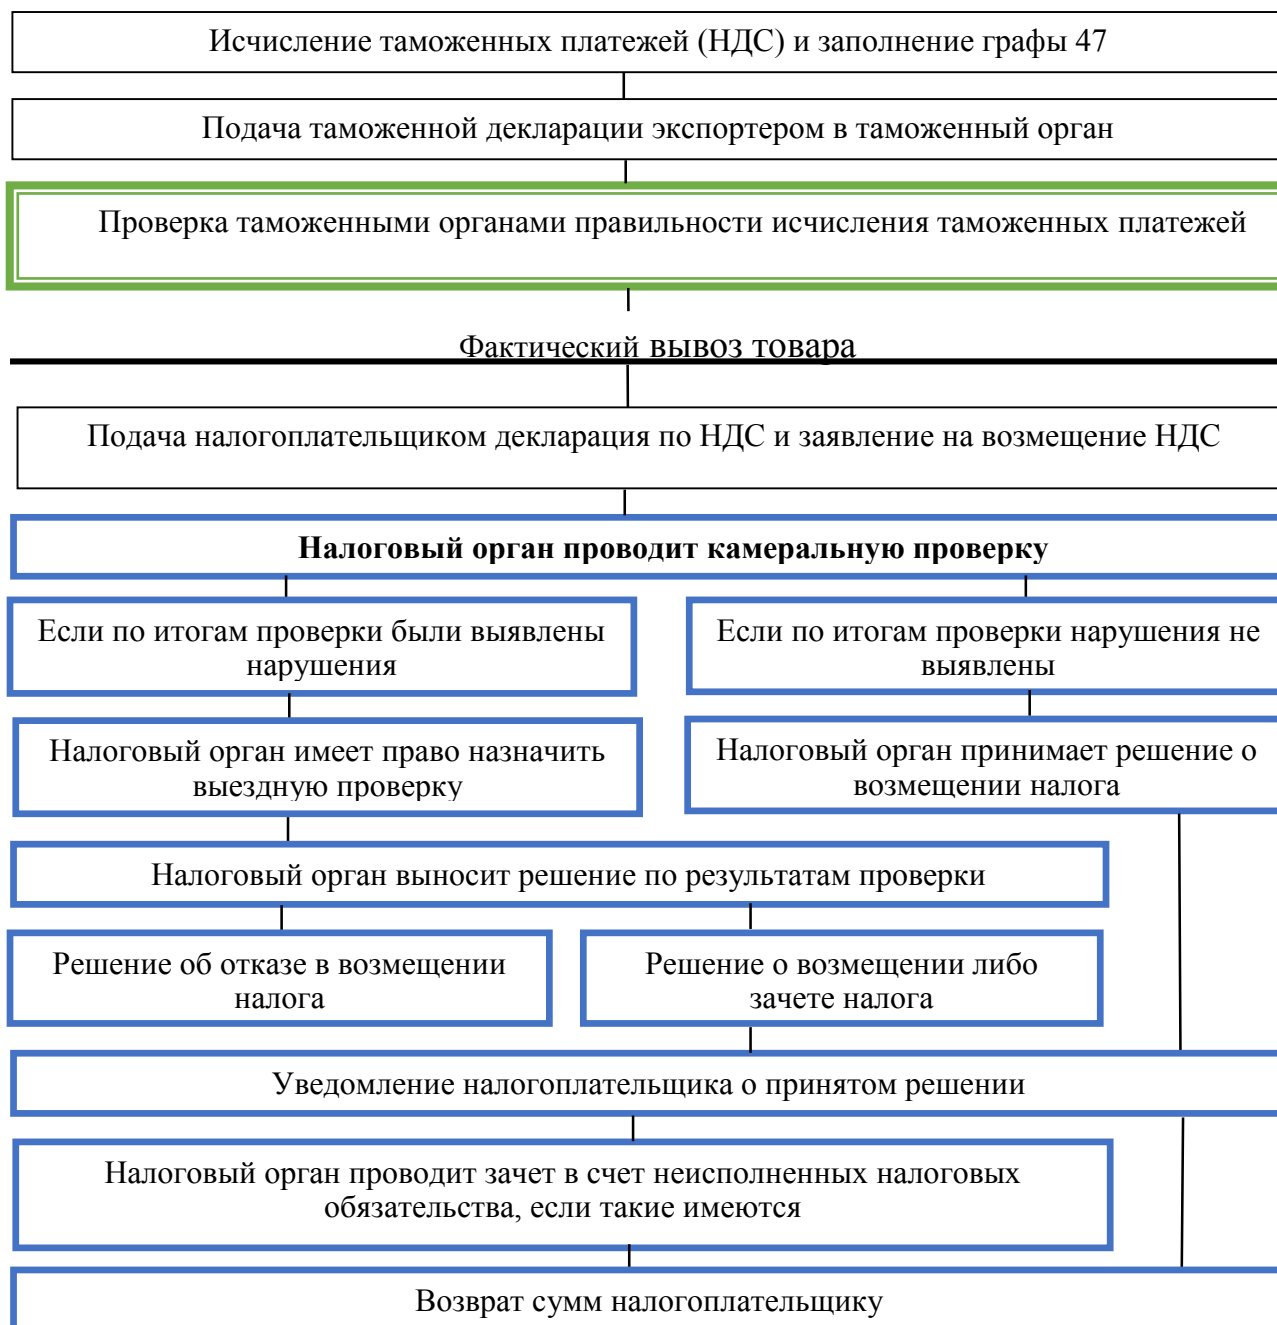 Исчисление таможенных платежей (НДС) и заполнение графы 47
Подача таможенной декларации экспортером в таможенный орган
Проверка таможенными органами правильности исчисления таможенных платежей
Фактический вывоз товара
Подача налогоплательщиком декларация по НДС и заявление на возмещение НДС
Налоговый орган проводит камеральную проверку
Если по итогам проверки были выявлены
нарушения
Если по итогам проверки нарушения не
выявлены
Налоговый орган имеет право назначить
выездную проверку
Налоговый орган принимает решение о
возмещении налога
Налоговый орган выносит решение по результатам проверки
Решение об отказе в возмещении
налога
Решение о возмещении либо
зачете налога
Уведомление налогоплательщика о принятом решении
Налоговый орган проводит зачет в счет неисполненных налоговых
обязательства, если такие имеются
Возврат сумм налогоплательщику